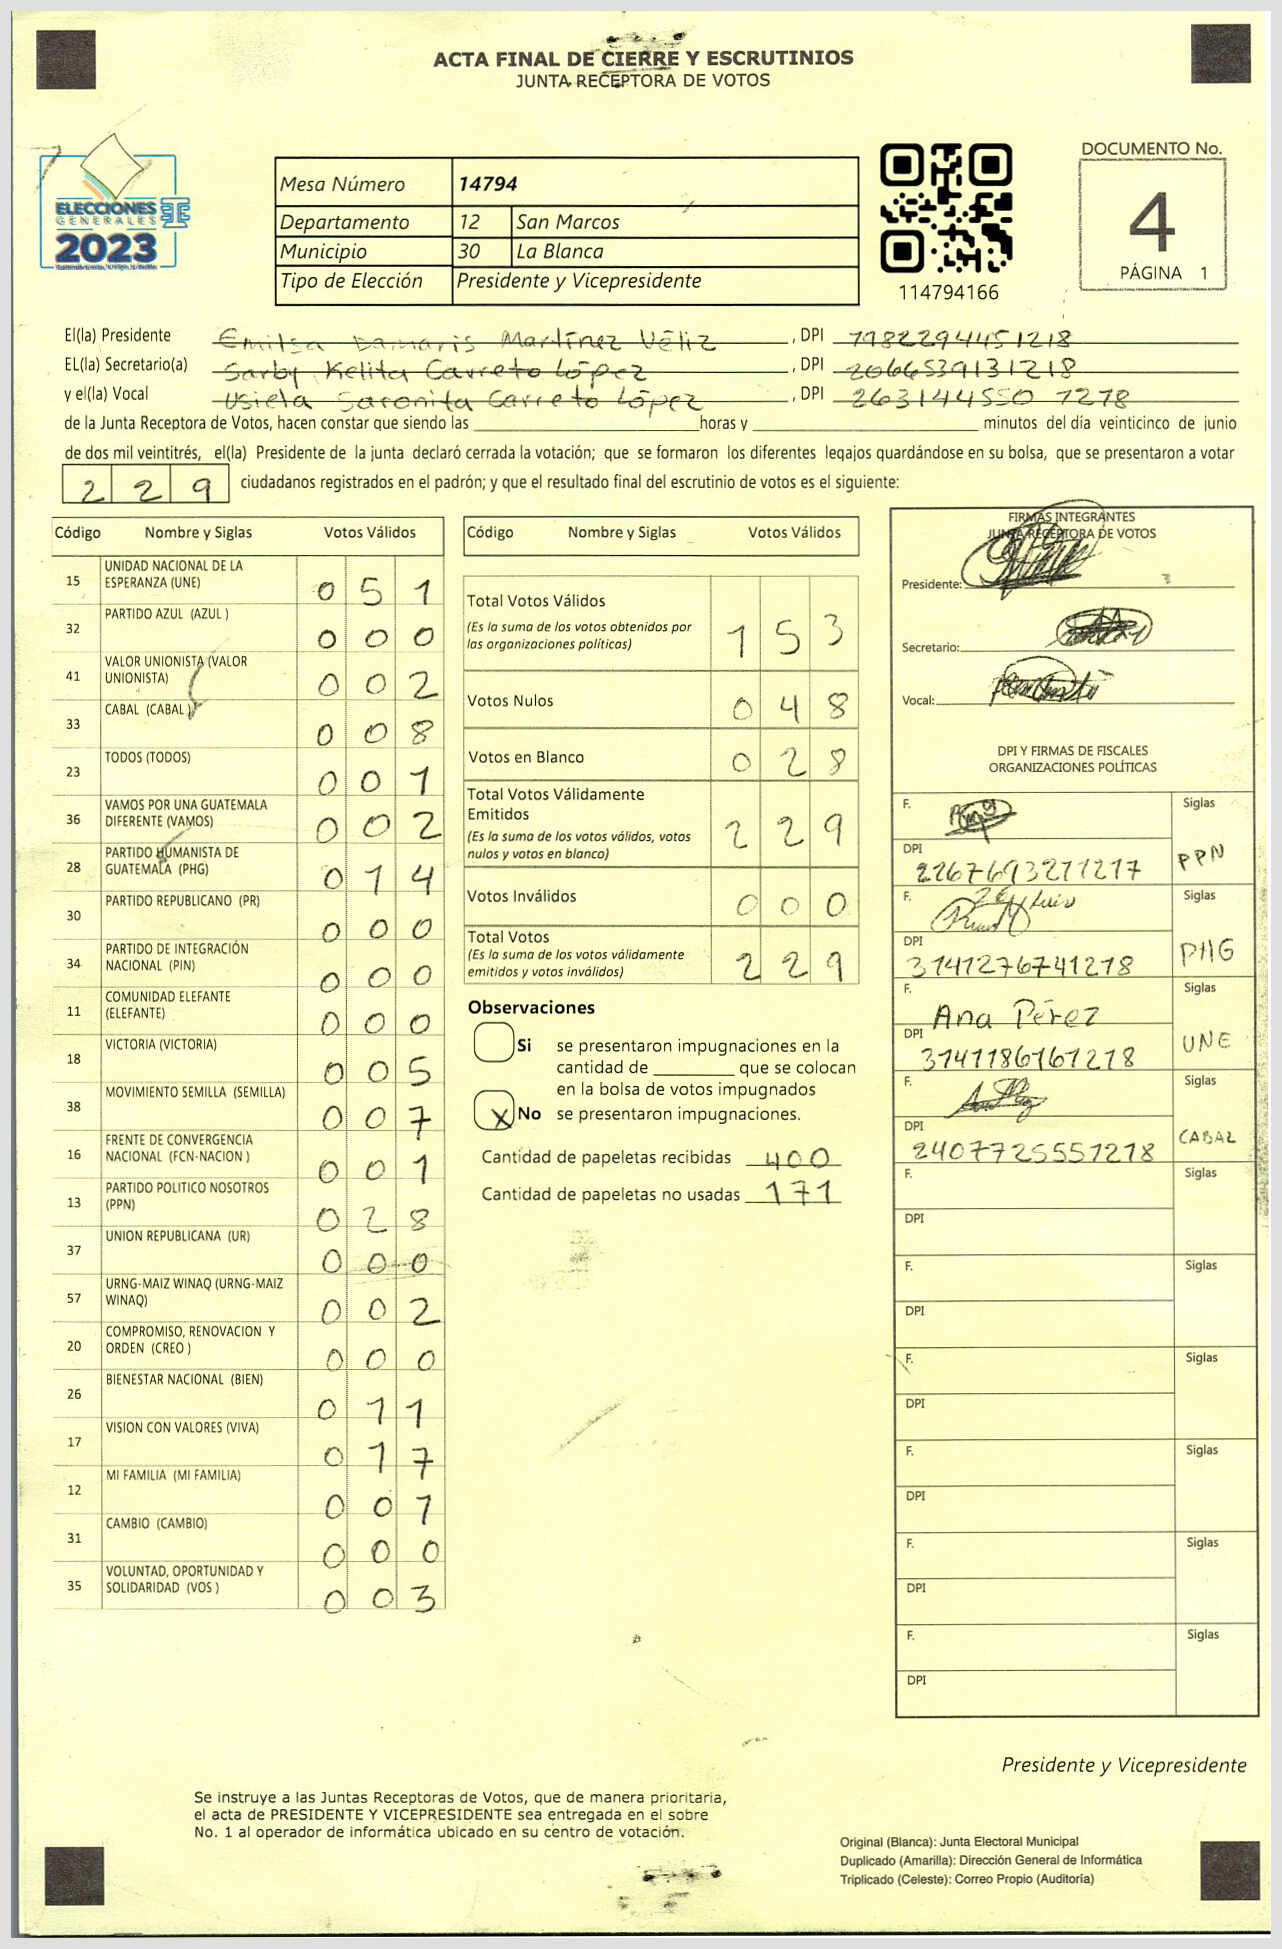 ACTA FINAL DE CIERRE Y ESCRUTINIOS
JUNTA RECEPTORA DE VOTOS
ELECCIONES
GENERALES
2023
Mesa Número 14794
Departamento 12 San Marcos
Municipio 30 La Blanca
Tipo de Elección Presidente y Vicepresidente
114794166
DOCUMENTO No.
4
PÁGINA 1
El(la) Presidente Emilsa Damaris Martínez Véliz , DPI 1982294451218
EL(la) Secretario(a) Sarby Kelita Carreto López , DPI 2066539131218
y el(la) Vocal Usiela Saronita Carreto López , DPI 263144550 1218
de la Junta Receptora de Votos, hacen constar que siendo las horas y minutos del día veinticinco de junio
de dos mil veintitrés, el(la) Presidente de la junta declaró cerrada la votación; que se formaron los diferentes legajos guardándose en su bolsa, que se presentaron a votar
229 ciudadanos registrados en el padrón; y que el resultado final del escrutinio de votos es el siguiente:
Código Nombre y Siglas Votos Válidos
15 UNIDAD NACIONAL DE LA ESPERANZA (UNE) 0 5 1
32 PARTIDO AZUL (AZUL ) 0 0 0
41 VALOR UNIONISTA (VALOR UNIONISTA) 0 0 2
33 CABAL (CABAL ) 0 0 8
23 TODOS (TODOS) 0 0 1
36 VAMOS POR UNA GUATEMALA DIFERENTE (VAMOS) 0 0 2
28 PARTIDO HUMANISTA DE GUATEMALA (PHG) 0 1 4
30 PARTIDO REPUBLICANO (PR) 0 0 0
34 PARTIDO DE INTEGRACIÓN NACIONAL (PIN) 0 0 0
11 COMUNIDAD ELEFANTE (ELEFANTE) 0 0 0
18 VICTORIA (VICTORIA) 0 0 5
38 MOVIMIENTO SEMILLA (SEMILLA) 0 0 7
16 FRENTE DE CONVERGENCIA NACIONAL (FCN-NACION ) 0 0 1
13 PARTIDO POLITICO NOSOTROS (PPN) 0 2 8
37 UNION REPUBLICANA (UR) 0 0 0
57 URNG-MAIZ WINAQ (URNG-MAIZ WINAQ) 0 0 2
20 COMPROMISO, RENOVACION Y ORDEN (CREO ) 0 0 0
26 BIENESTAR NACIONAL (BIEN) 0 1 1
17 VISION CON VALORES (VIVA) 0 1 7
12 MI FAMILIA (MI FAMILIA) 0 0 1
31 CAMBIO (CAMBIO) 0 0 0
35 VOLUNTAD, OPORTUNIDAD Y SOLIDARIDAD (VOS ) 0 0 3
Código Nombre y Siglas Votos Válidos
Total Votos Válidos
(Es la suma de los votos obtenidos por
las organizaciones políticas) 1 5 3
Votos Nulos 0 4 8
Votos en Blanco 0 2 8
Total Votos Válidamente
Emitidos
(Es la suma de los votos válidos, votos
nulos y votos en blanco) 2 2 9
Votos Inválidos 0 0 0
Total Votos
(Es la suma de los votos válidamente
emitidos y votos inválidos) 2 2 9
Observaciones
Si se presentaron impugnaciones en la
cantidad de que se colocan
en la bolsa de votos impugnados
X No se presentaron impugnaciones.
Cantidad de papeletas recibidas 400
Cantidad de papeletas no usadas 171
FIRMAS INTEGRANTES
JUNTA RECEPTORA DE VOTOS
Presidente:
Secretario:
Vocal:
DPI Y FIRMAS DE FISCALES
ORGANIZACIONES POLÍTICAS
F. Siglas
DPI 2267693271217 PPN
F. Siglas
DPI 3141276741218 PHG
F. Ana Pérez Siglas
DPI 3141186161218 UNE
F. Siglas
DPI 2407725551218 CABAL
F. Siglas
DPI
F. Siglas
DPI
F. Siglas
DPI
F. Siglas
DPI
F. Siglas
DPI
F. Siglas
DPI
Presidente y Vicepresidente
Se instruye a las Juntas Receptoras de Votos, que de manera prioritaria,
el acta de PRESIDENTE Y VICEPRESIDENTE sea entregada en el sobre
No. 1 al operador de informática ubicado en su centro de votación.
Original (Blanca): Junta Electoral Municipal
Duplicado (Amarilla): Dirección General de Informática
Triplicado (Celeste): Correo Propio (Auditoría)